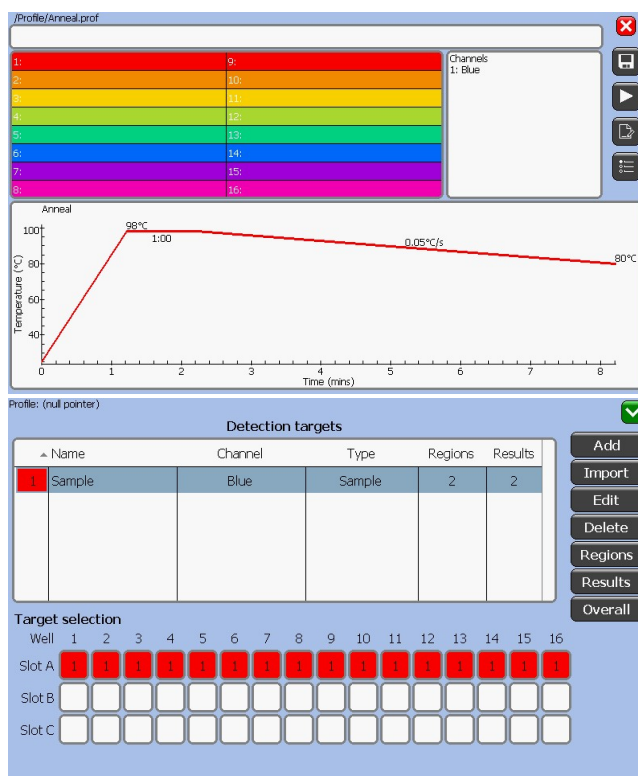 /Profile/Anneal.prof
1: 9: Channels
2: 10: 1: Blue
3: 11:
4: 12:
5: 13:
6: 14:
7: 15:
8: 16:
Anneal
98°C
1:00
0.05°C/s
80°C
100
80
60
40
Temperature (°C)
0 1 2 3 4 5 6 7 8
Time (mins)
Profile: (null pointer)
Detection targets
Name Channel Type Regions Results
1 Sample Blue Sample 2 2
Add
Import
Edit
Delete
Regions
Results
Overall
Target selection
Well 1 2 3 4 5 6 7 8 9 10 11 12 13 14 15 16
Slot A 1 1 1 1 1 1 1 1 1 1 1 1 1 1 1 1
Slot B
Slot C